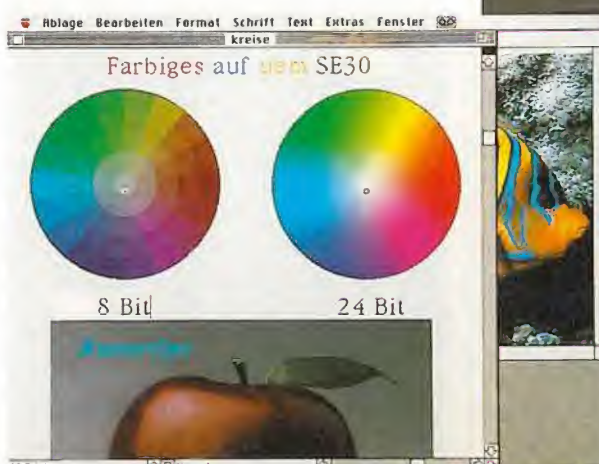 Ablage Bearbeiten Format Schrift Text Extras Fenster
kreise
Farbiges auf dem SE30
8 Bit
24 Bit